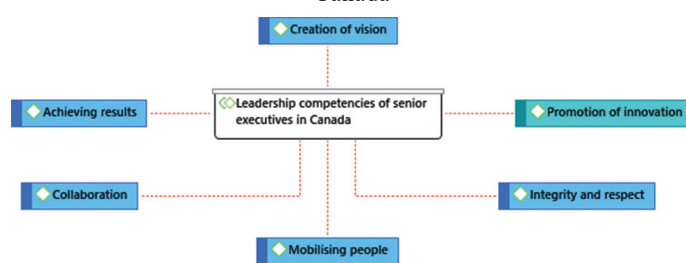 Creation of vision
Leadership competencies of senior
executives in Canada
Achieving results
Promotion of innovation
Collaboration
Integrity and respect
Mobilising people